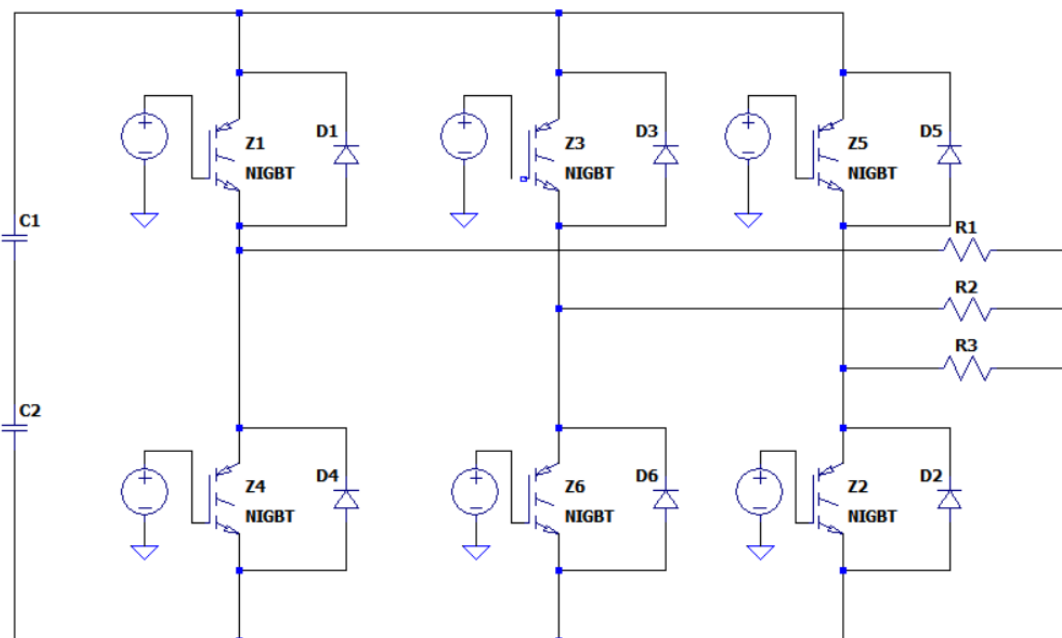 D1
Z1
NIGBT
D3
Z3
NIGBT
D5
Z5
NIGBT
C1
R1
R2
R3
C2
D4
Z4
NIGBT
D6
Z6
NIGBT
D2
Z2
NIGBT